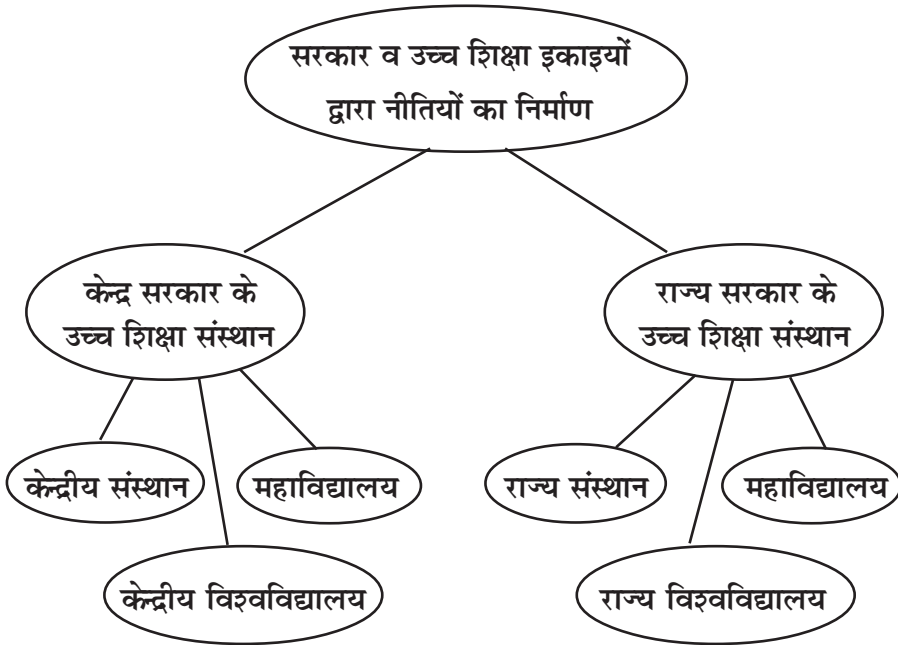 सरकार व उच्च शिक्षा इकाइयों
द्वारा नीतियों का निर्माण
केन्द्र सरकार के
उच्च शिक्षा संस्थान
राज्य सरकार के
उच्च शिक्षा संस्थान
केन्द्रीय संस्थान
महाविद्यालय
राज्य संस्थान
महाविद्यालय
केन्द्रीय विश्वविद्यालय
राज्य विश्वविद्यालय